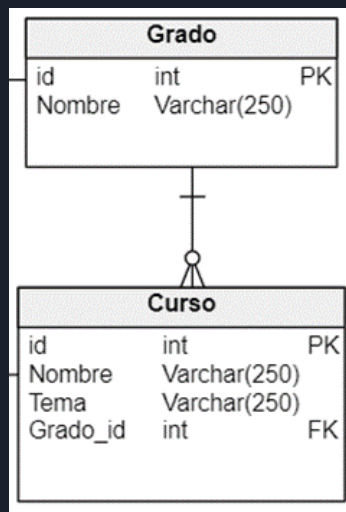 Grado
id int PK
Nombre Varchar(250)
Curso
id int PK
Nombre Varchar(250)
Tema Varchar(250)
Grado_id int FK